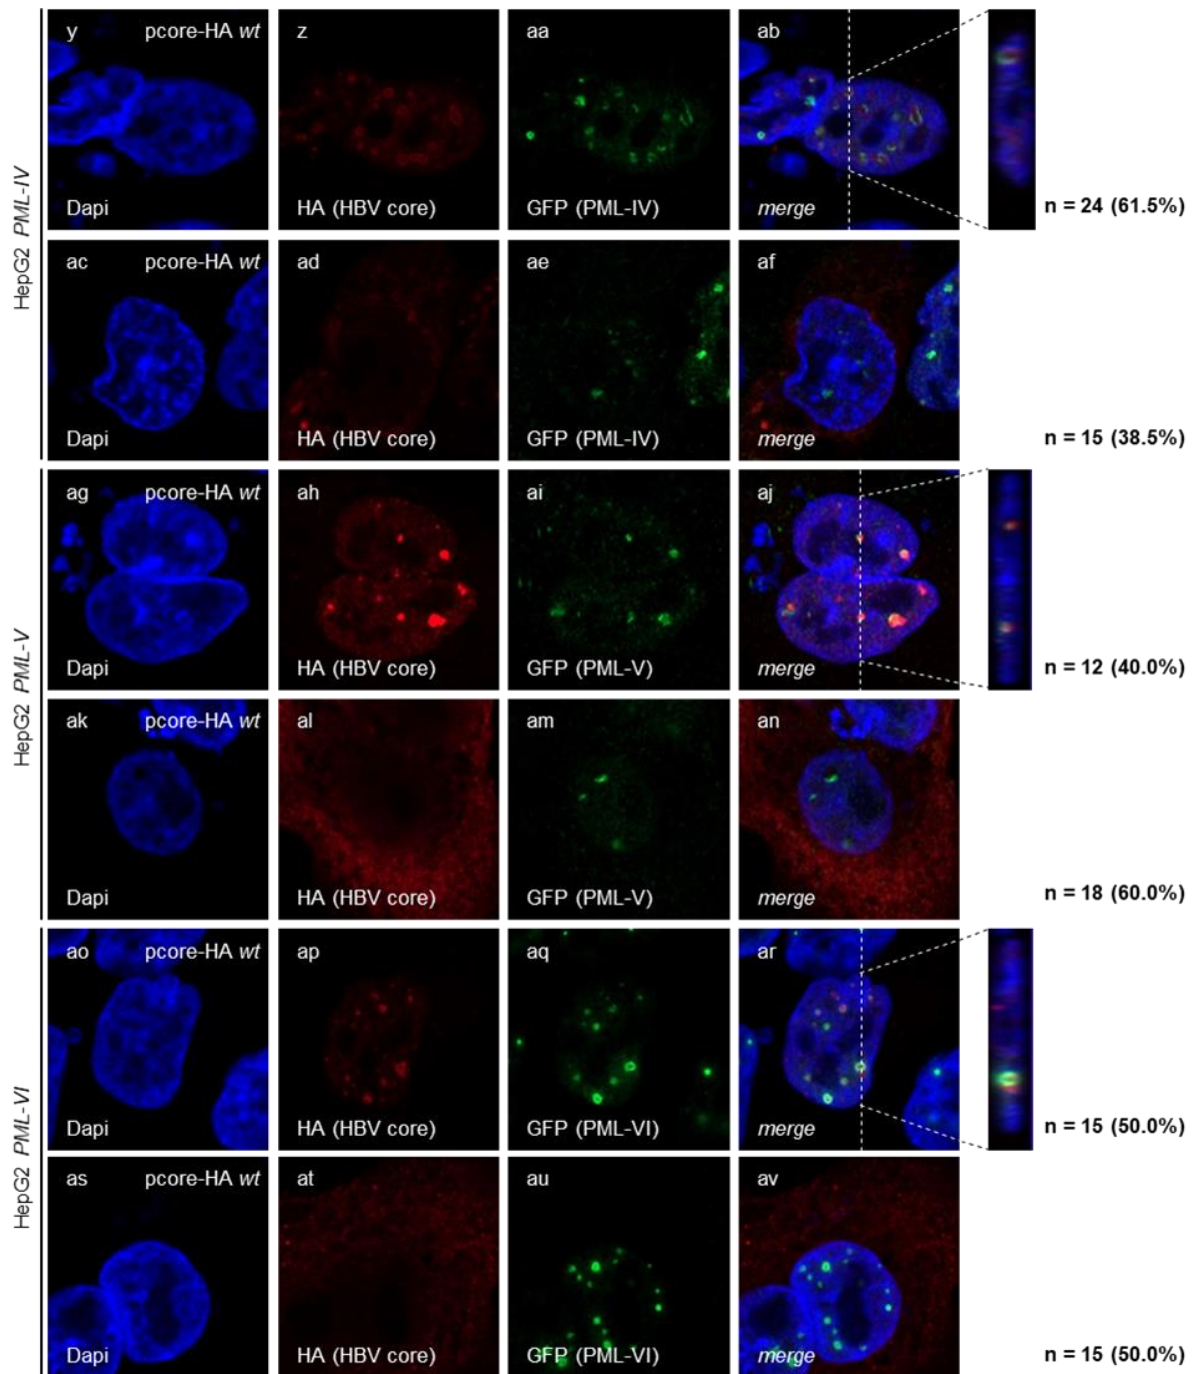 HepG2 PML-IV
y pcore-HA wt z aa ab
Dapi HA (HBV core) GFP (PML-IV) merge
n = 24 (61.5%)
ac pcore-HA wt ad ae af
Dapi HA (HBV core) GFP (PML-IV) merge
n = 15 (38.5%)
HepG2 PML-V
ag pcore-HA wt ah ai aj
Dapi HA (HBV core) GFP (PML-V) merge
n = 12 (40.0%)
ak pcore-HA wt al am an
Dapi HA (HBV core) GFP (PML-V) merge
n = 18 (60.0%)
HepG2 PML-VI
ao pcore-HA wt ap aq ar
Dapi HA (HBV core) GFP (PML-VI) merge
n = 15 (50.0%)
as pcore-HA wt at au av
Dapi HA (HBV core) GFP (PML-VI) merge
n = 15 (50.0%)